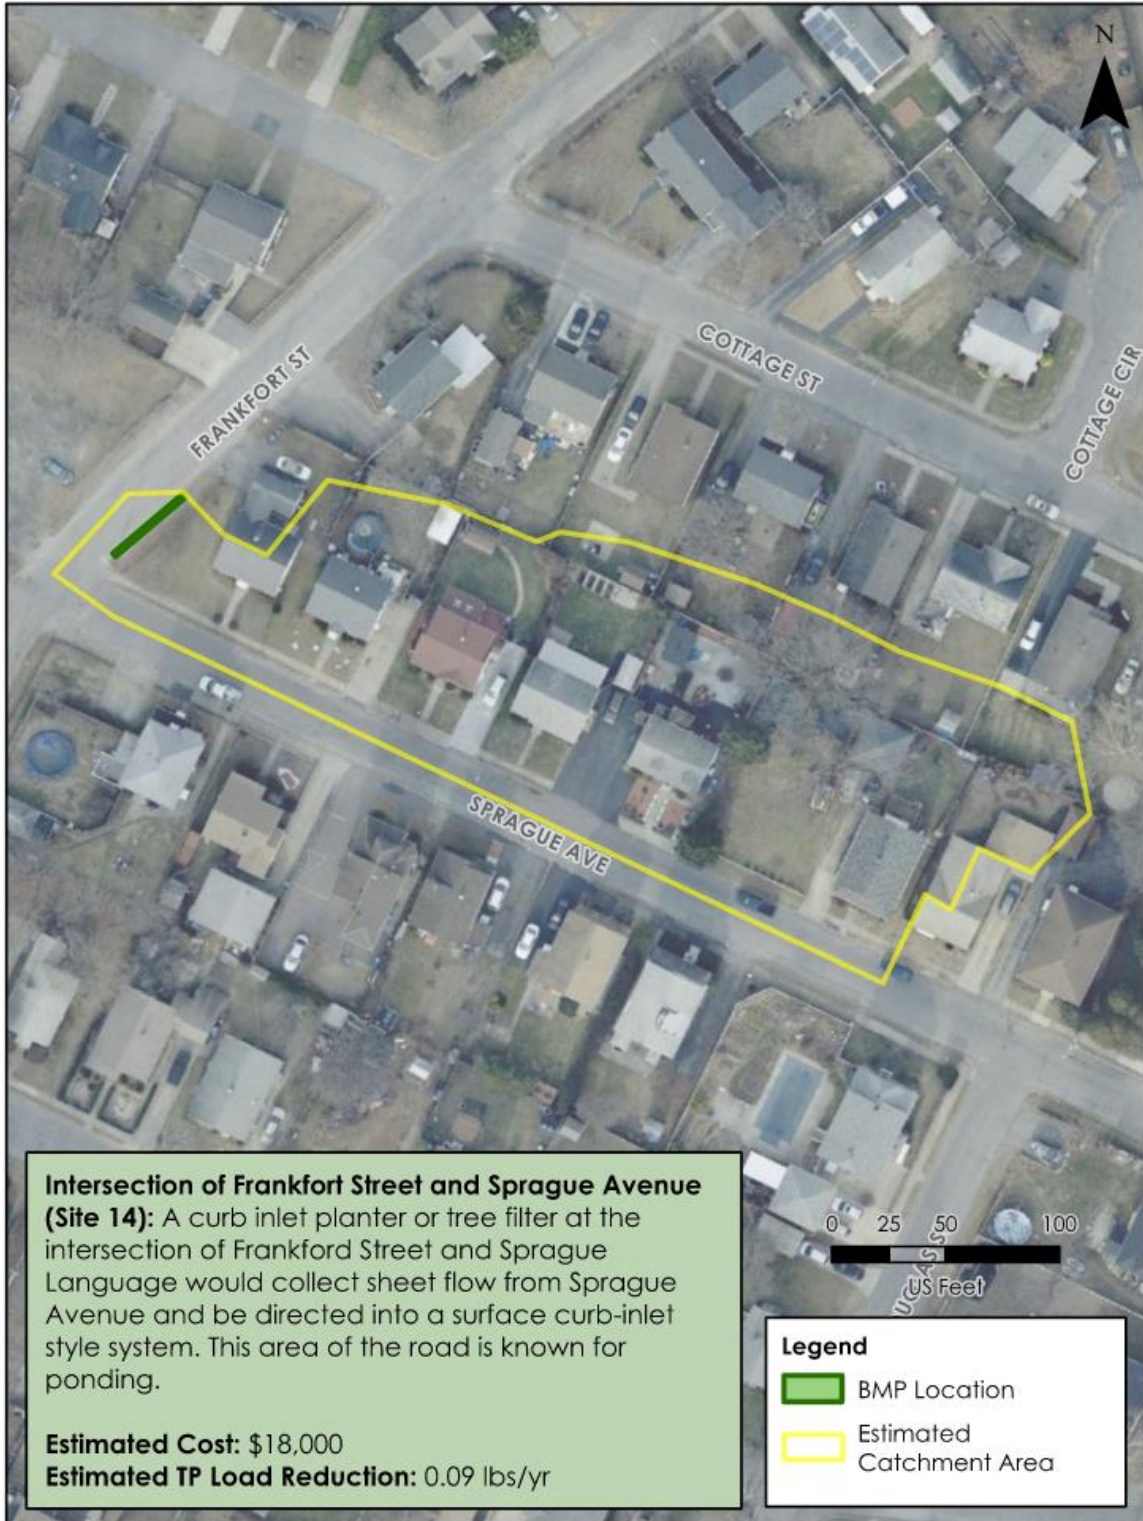 N
COTTAGE ST
COTTAGE CIR
FRANKFORT ST
SPRAGUE AVE
Intersection of Frankfort Street and Sprague Avenue
(Site 14): A curb inlet planter or tree filter at the
intersection of Frankford Street and Sprague
Language would collect sheet flow from Sprague
Avenue and be directed into a surface curb-inlet
style system. This area of the road is known for
ponding.
Estimated Cost: $18,000
Estimated TP Load Reduction: 0.09 lbs/yr
0 25 50 100
US Feet
Legend
BMP Location
Estimated
Catchment Area